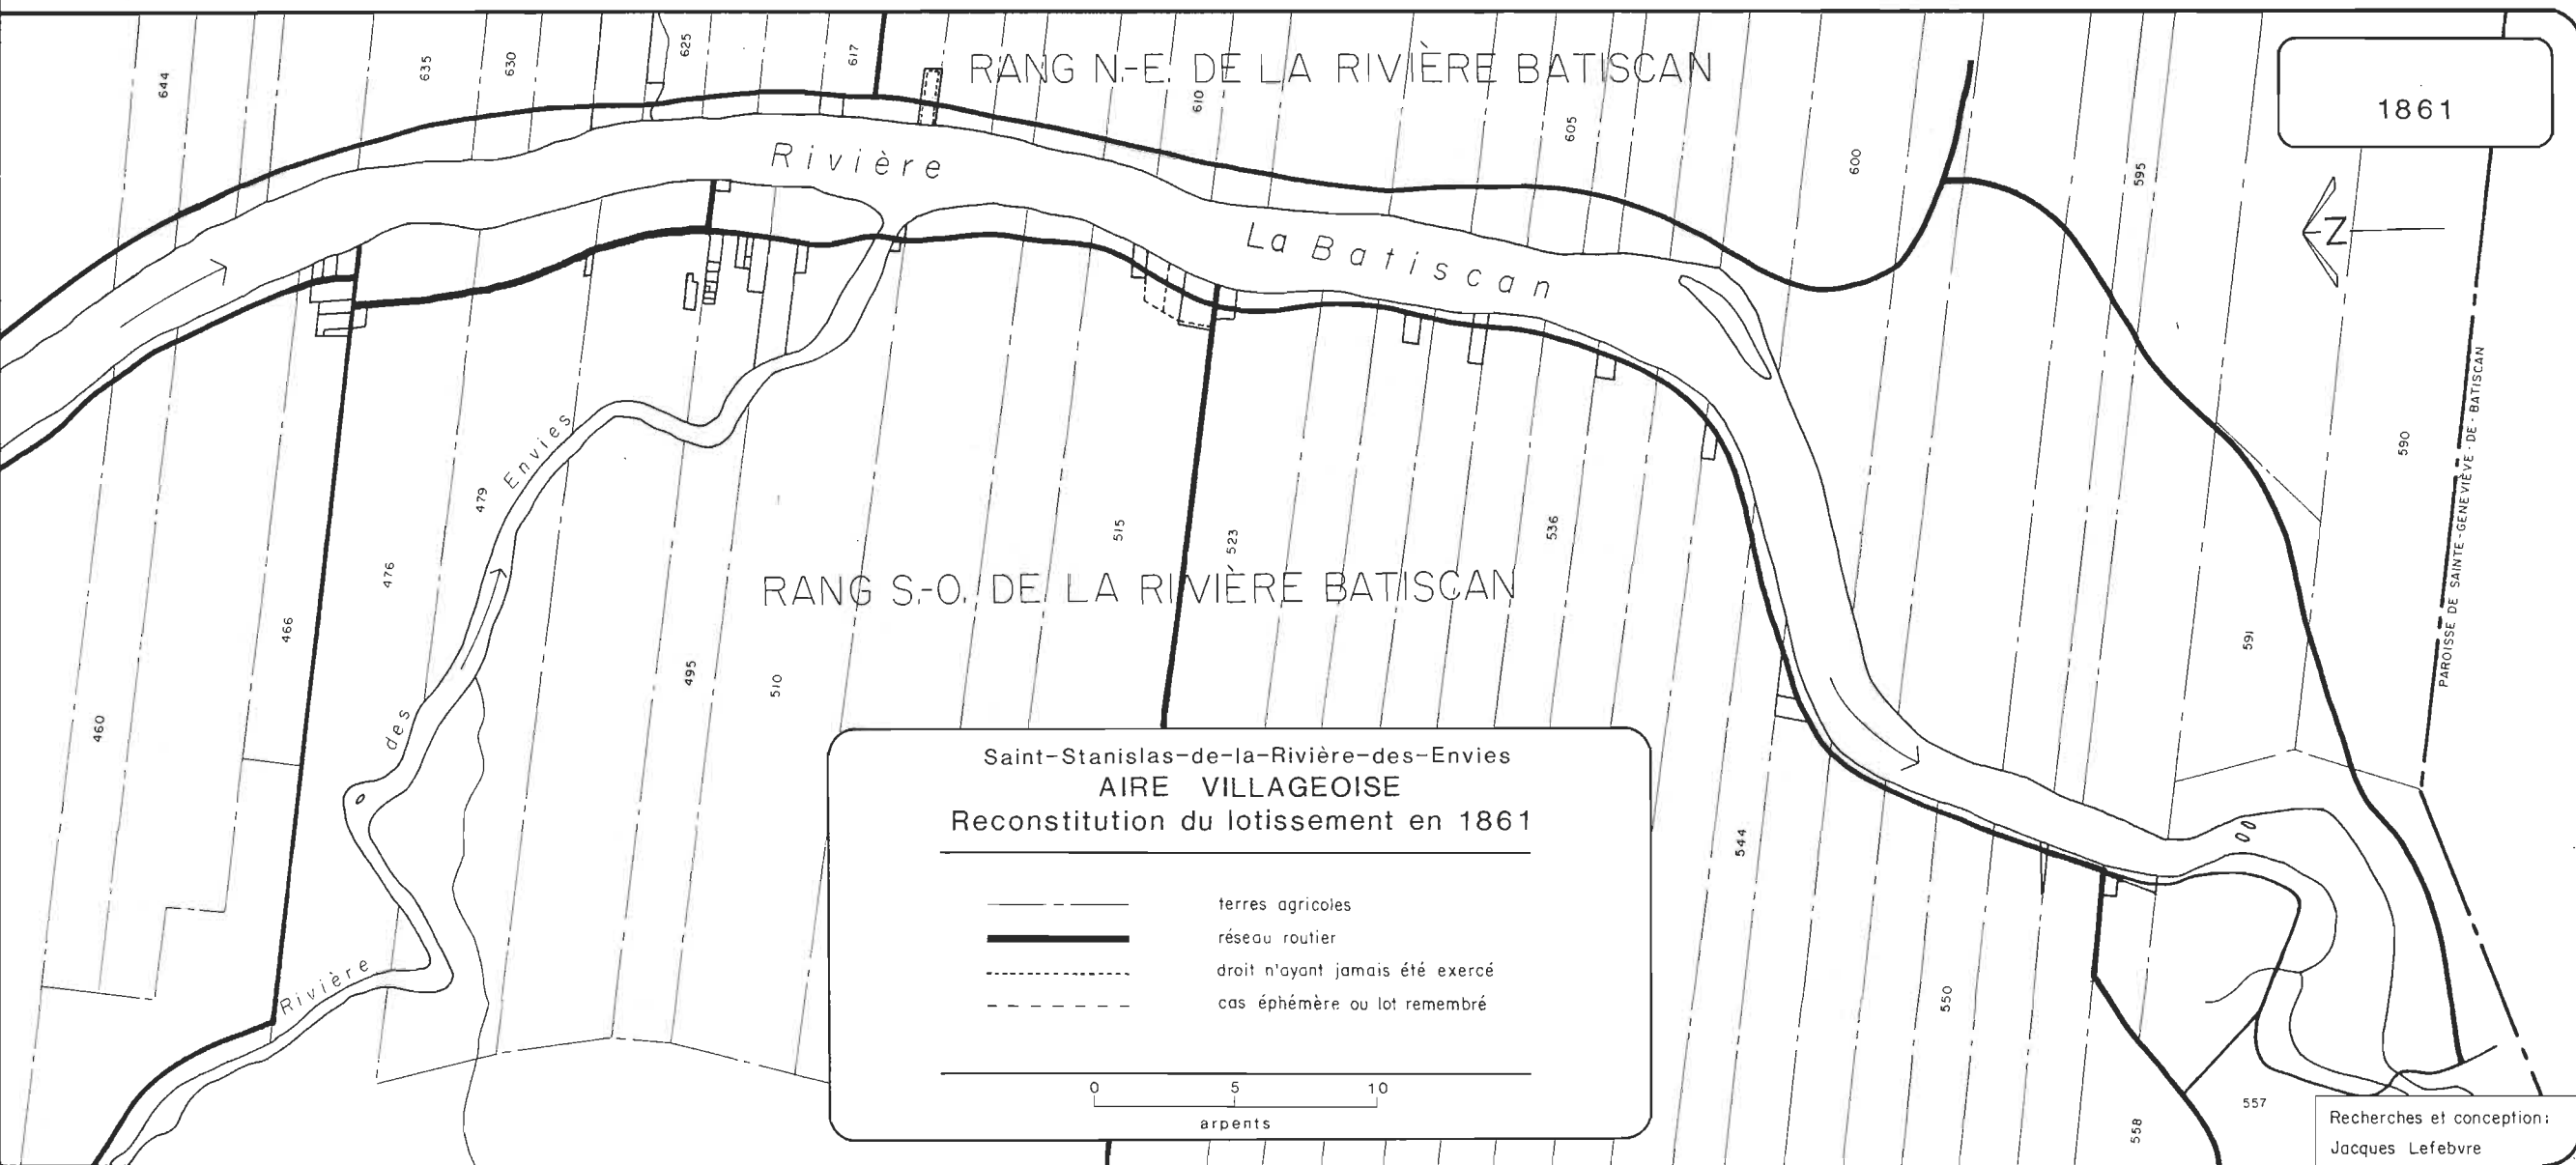 644
635
630
625
617
RANG N.-E. DE LA RIVIÈRE BATISCAN
610
605
600
595
1861
Rivière
La Batiscan
Z
590
591
PAROISSE DE SAINTE-GENEVIÈVE-DE-BATISCAN
460
466
476
479
Rivière des Envies
495
510
515
523
536
RANG S.-O. DE LA RIVIÈRE BATISCAN
544
550
558
557
Saint-Stanislas-de-la-Rivière-des-Envies
AIRE VILLAGEOISE
Reconstitution du lotissement en 1861
terres agricoles
réseau routier
droit n'ayant jamais été exercé
cas éphémère ou lot remembré
0 5 10
arpents
Recherches et conception:
Jacques Lefebvre